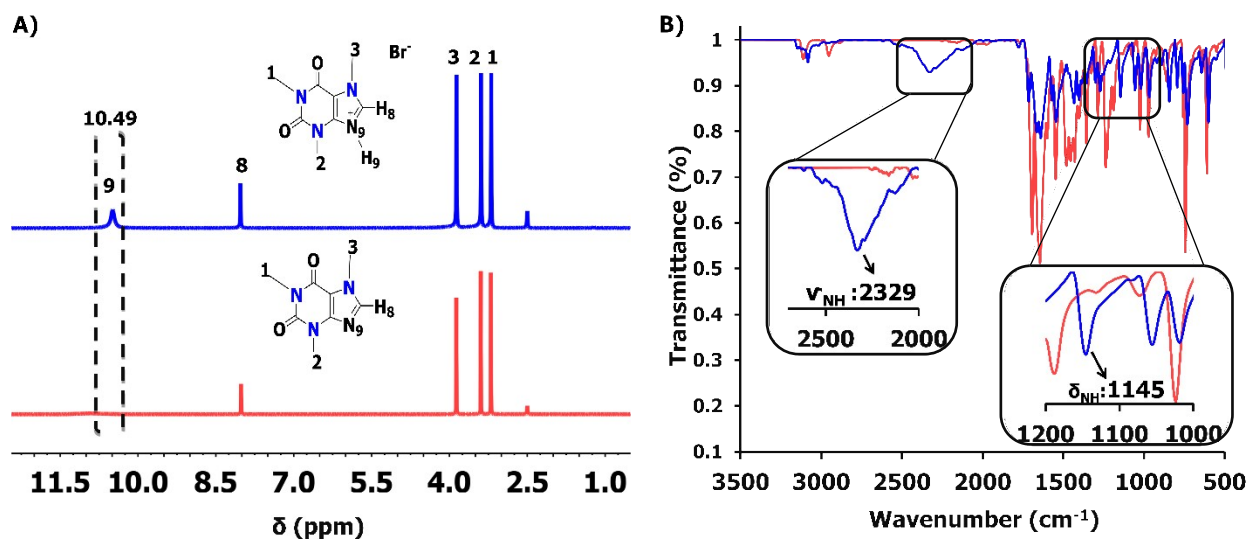 A)
3
Br-
O
1
N
N
H8
O
N
N9
2
H9
3 2 1
10.49
9
8
3
O
1
N
N
H8
O
N
N9
2
11.5 10.0 8.5 7.0 5.5 4.0 2.5 1.0
δ (ppm)
B)
1
0.9
0.8
0.7
0.6
0.5
0.4
0.3
0.2
0.1
Transmittance (%)
νNH :2329
2500 2000
δNH:1145
1200 1100 1000
3500 3000 2500 2000 1500 1000 500
Wavenumber (cm-1)